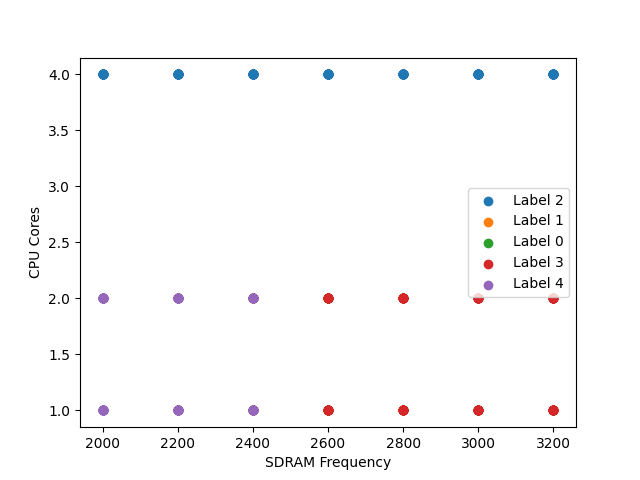 4.0
3.5
3.0
2.5
2.0
1.5
1.0
CPU Cores
Label 2
Label 1
Label 0
Label 3
Label 4
2000 2200 2400 2600 2800 3000 3200
SDRAM Frequency